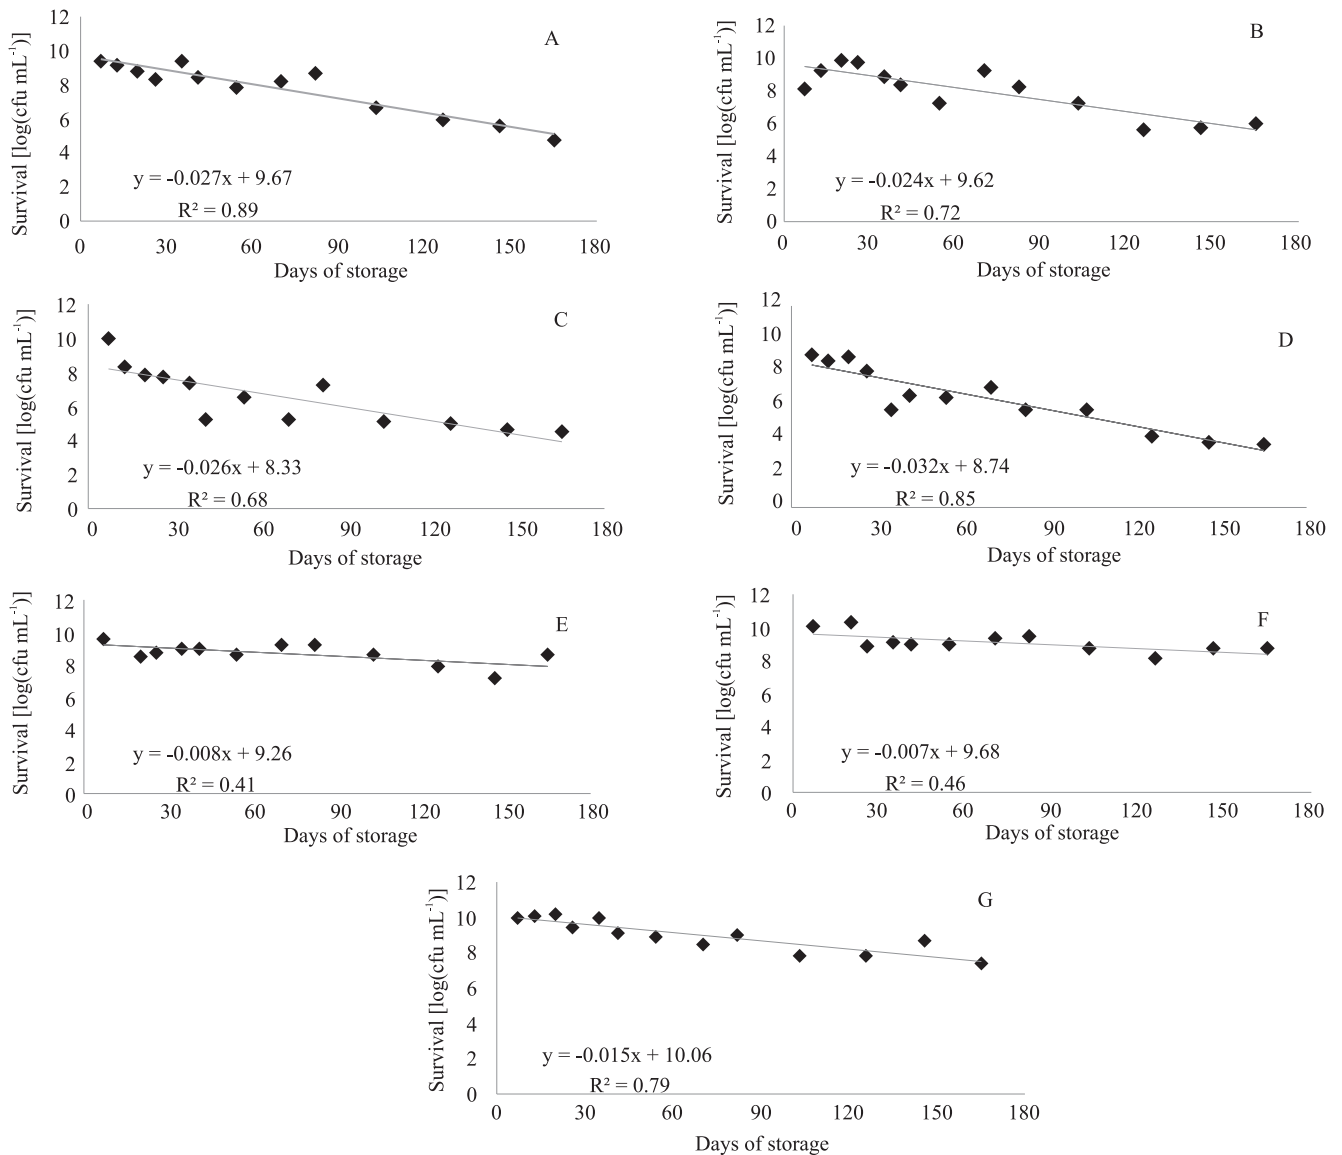 A
Survival [log(cfu mL⁻¹)]
12
10
8
6
4
2
0
y = -0.027x + 9.67
R² = 0.89
0 30 60 90 120 150 180
Days of storage
B
Survival [log(cfu mL⁻¹)]
12
10
8
6
4
2
0
y = -0.024x + 9.62
R² = 0.72
0 30 60 90 120 150 180
Days of storage
C
Survival [log(cfu mL⁻¹)]
12
10
8
6
4
2
0
y = -0.026x + 8.33
R² = 0.68
0 30 60 90 120 150 180
Days of storage
D
Survival [log(cfu mL⁻¹)]
12
10
8
6
4
2
0
y = -0.032x + 8.74
R² = 0.85
0 30 60 90 120 150 180
Days of storage
E
Survival [log(cfu mL⁻¹)]
12
10
8
6
4
2
0
y = -0.008x + 9.26
R² = 0.41
0 30 60 90 120 150 180
Days of storage
F
Survival [log(cfu mL⁻¹)]
12
10
8
6
4
2
0
y = -0.007x + 9.68
R² = 0.46
0 30 60 90 120 150 180
Days of storage
G
Survival [log(cfu mL⁻¹)]
12
10
8
6
4
2
0
y = -0.015x + 10.06
R² = 0.79
0 30 60 90 120 150 180
Days of storage